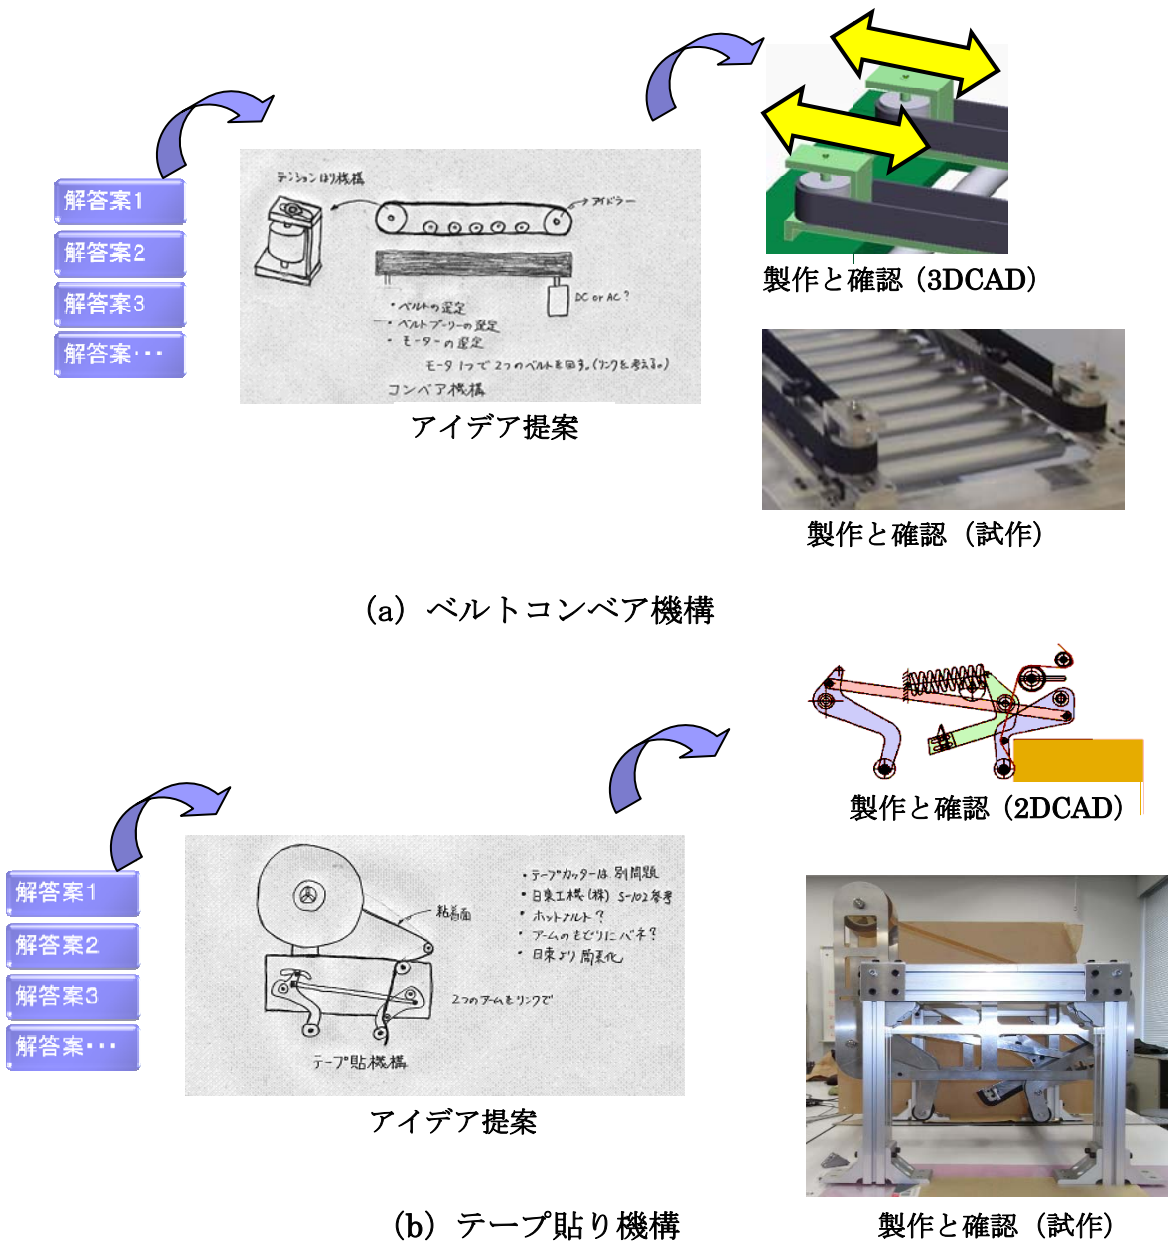 解答案1
解答案2
解答案3
解答案・・・
テンションはり機構
アイドラー
DC or AC?
・ベルトの選定
・ベルトプーリーの選定
・モーターの選定
モータ1つで2つのベルトを回す。(リンクを考える。)
コンベア機構
アイデア提案
製作と確認（3DCAD）
製作と確認（試作）
（a）ベルトコンベア機構
解答案1
解答案2
解答案3
解答案・・・
粘着面
・テープカッターは別問題
・日東工機(株) S-102参考
・ホットメルト?
・アームのもどりにバネ?
・日東より簡素化
2つのアームをリンクで
テープ貼機構
アイデア提案
製作と確認（2DCAD）
製作と確認（試作）
（b）テープ貼り機構